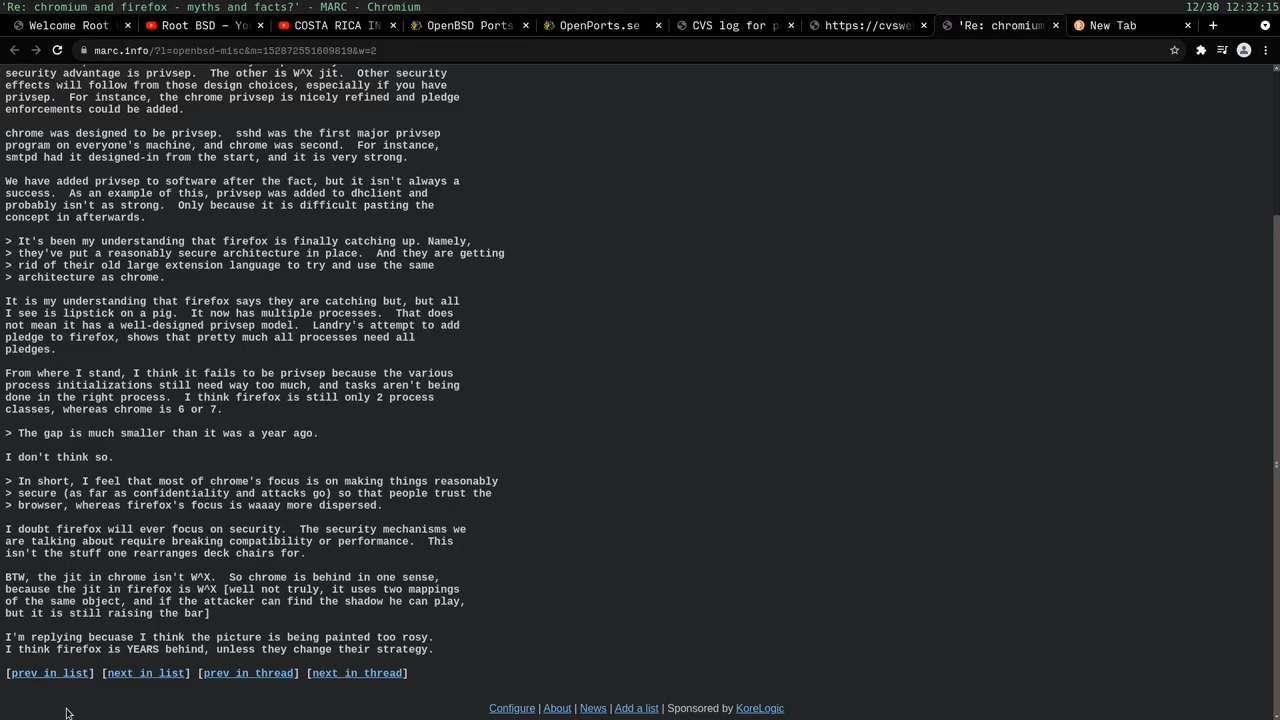 'Re: chromium and firefox - myths and facts?' - MARC - Chromium
12/30 12:32:15
Welcome Root
Root BSD - Yo
COSTA RICA IN
OpenBSD Ports
OpenPorts.se
CVS log for p
https://cvswe
'Re: chromium
New Tab
marc.info/?l=openbsd-misc&m=152872551609819&w=2
security advantage is privsep.  The other is W^X jit.  Other security
effects will follow from those design choices, especially if you have
privsep.  For instance, the chrome privsep is nicely refined and pledge
enforcements could be added.
chrome was designed to be privsep.  sshd was the first major privsep
program on everyone's machine, and chrome was second.  For instance,
smtpd had it designed-in from the start, and it is very strong.
We have added privsep to software after the fact, but it isn't always a
success.  As an example of this, privsep was added to dhclient and
probably isn't as strong.  Only because it is difficult pasting the
concept in afterwards.
> It's been my understanding that firefox is finally catching up. Namely,
> they've put a reasonably secure architecture in place.  And they are getting
> rid of their old large extension language to try and use the same
> architecture as chrome.
It is my understanding that firefox says they are catching but, but all
I see is lipstick on a pig.  It now has multiple processes.  That does
not mean it has a well-designed privsep model.  Landry's attempt to add
pledge to firefox, shows that pretty much all processes need all
pledges.
From where I stand, I think it fails to be privsep because the various
process initializations still need way too much, and tasks aren't being
done in the right process.  I think firefox is still only 2 process
classes, whereas chrome is 6 or 7.
> The gap is much smaller than it was a year ago.
I don't think so.
> In short, I feel that most of chrome's focus is on making things reasonably
> secure (as far as confidentiality and attacks go) so that people trust the
> browser, whereas firefox's focus is waaay more dispersed.
I doubt firefox will ever focus on security.  The security mechanisms we
are talking about require breaking compatibility or performance.  This
isn't the stuff one rearranges deck chairs for.
BTW, the jit in chrome isn't W^X.  So chrome is behind in one sense,
because the jit in firefox is W^X [well not truly, it uses two mappings
of the same object, and if the attacker can find the shadow he can play,
but it is still raising the bar]
I'm replying becuase I think the picture is being painted too rosy.
I think firefox is YEARS behind, unless they change their strategy.
[prev in list] [next in list] [prev in thread] [next in thread]
Configure | About | News | Add a list | Sponsored by KoreLogic